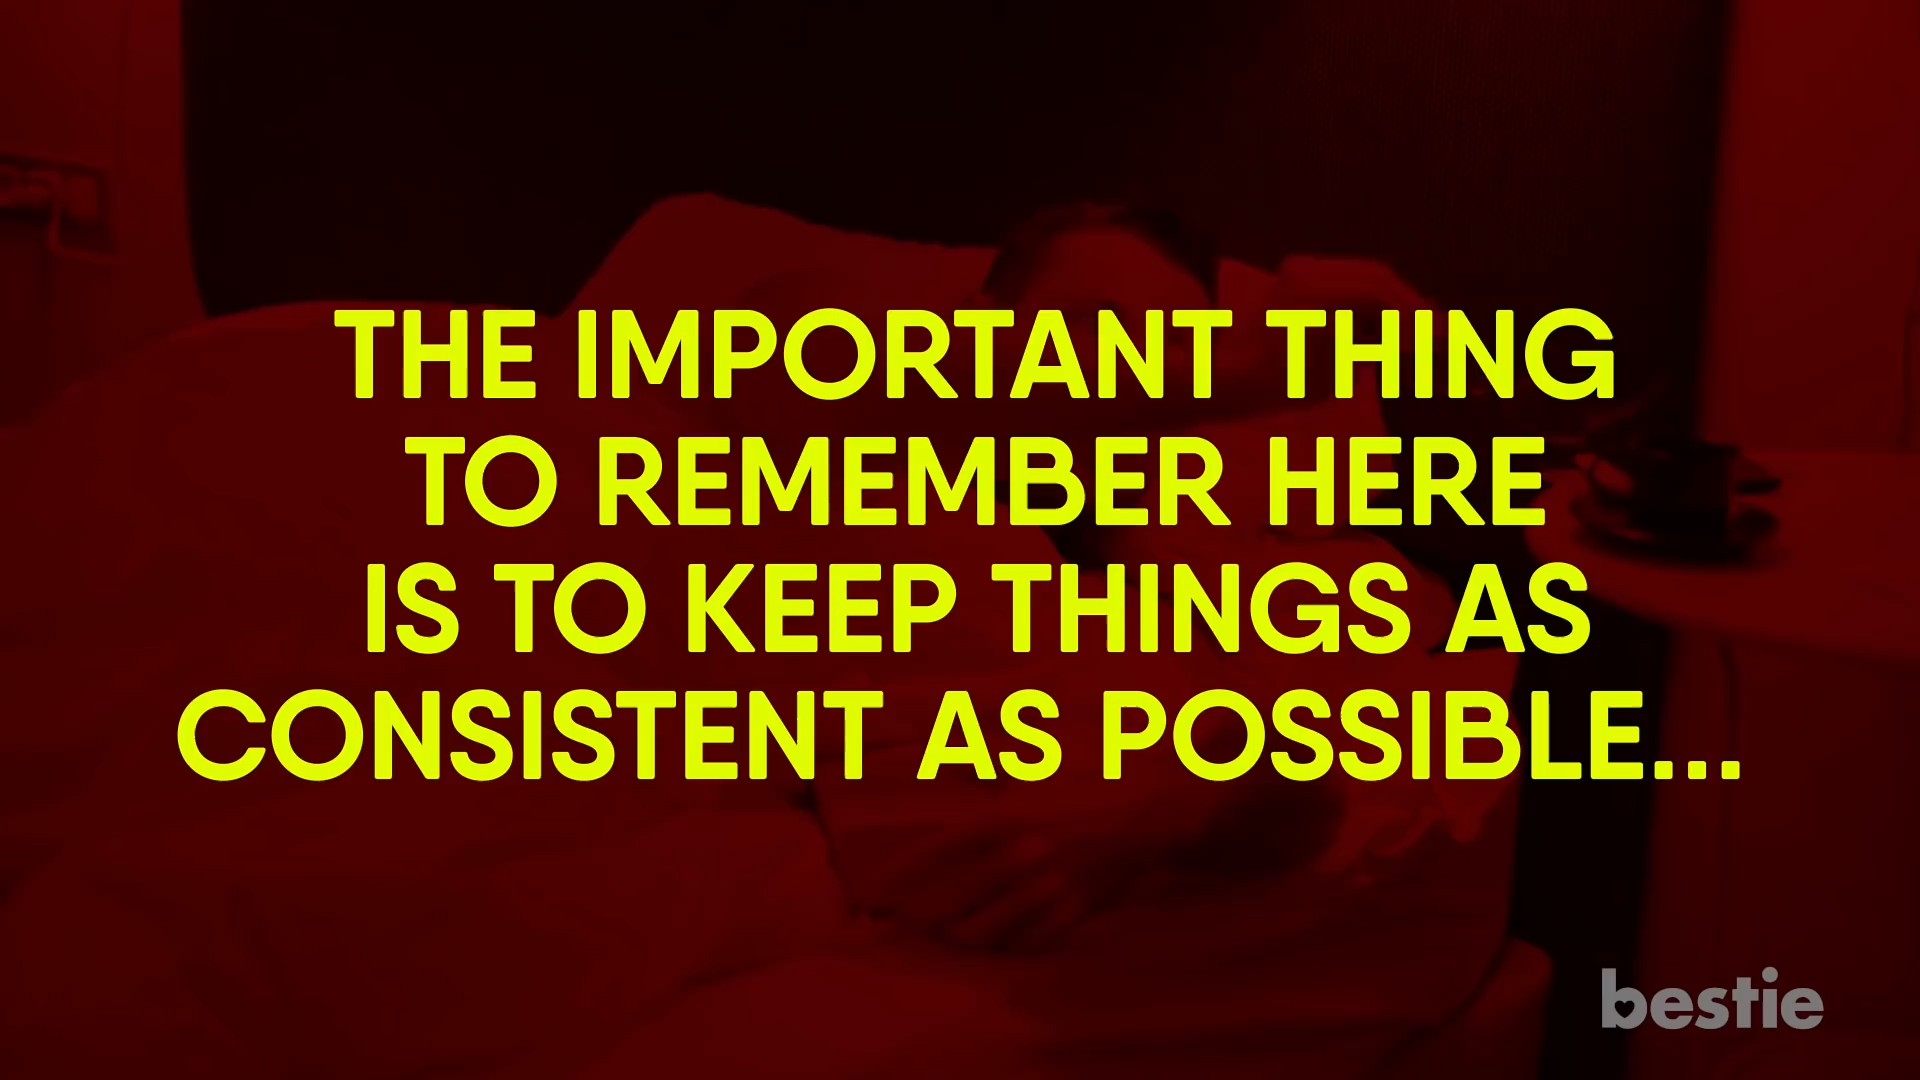 THE IMPORTANT THING
TO REMEMBER HERE
IS TO KEEP THINGS AS
CONSISTENT AS POSSIBLE...
bestie